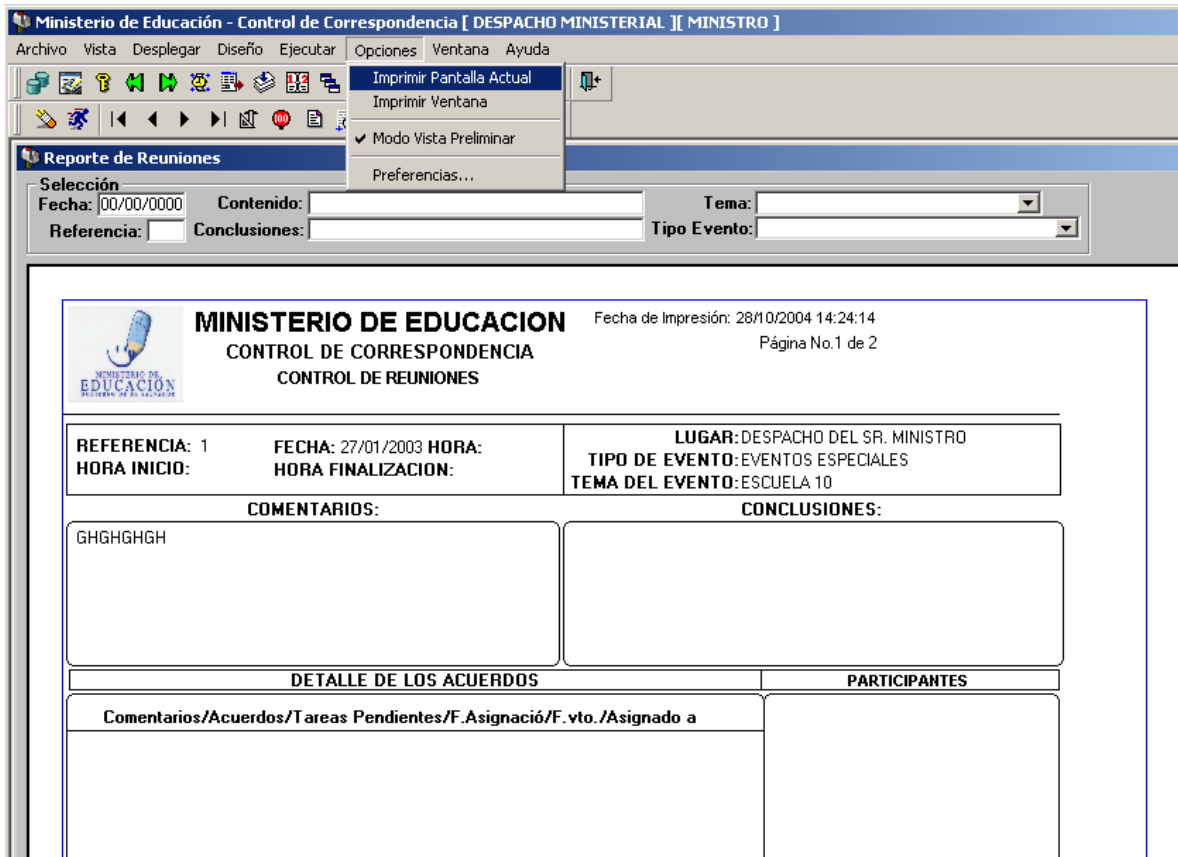 Ministerio de Educación - Control de Correspondencia [ DESPACHO MINISTERIAL ][ MINISTRO ]
Archivo Vista Desplegar Diseño Ejecutar Opciones Ventana Ayuda
Imprimir Pantalla Actual
Imprimir Ventana
Modo Vista Preliminar
Preferencias...
Reporte de Reuniones
Selección
Fecha: 00/00/0000 Contenido: Tema:
Referencia: Conclusiones: Tipo Evento:
MINISTERIO DE EDUCACION Fecha de Impresión: 28/10/2004 14:24:14
CONTROL DE CORRESPONDENCIA Página No.1 de 2
CONTROL DE REUNIONES
MINISTERIO DE
EDUCACIÓN
GOBIERNO DE EL SALVADOR
REFERENCIA: 1 FECHA: 27/01/2003 HORA: LUGAR: DESPACHO DEL SR. MINISTRO
HORA INICIO: HORA FINALIZACION: TIPO DE EVENTO: EVENTOS ESPECIALES
TEMA DEL EVENTO: ESCUELA 10
COMENTARIOS: CONCLUSIONES:
GHGHGHGH
DETALLE DE LOS ACUERDOS PARTICIPANTES
Comentarios/Acuerdos/Tareas Pendientes/F.Asignació/F.vto./Asignado a